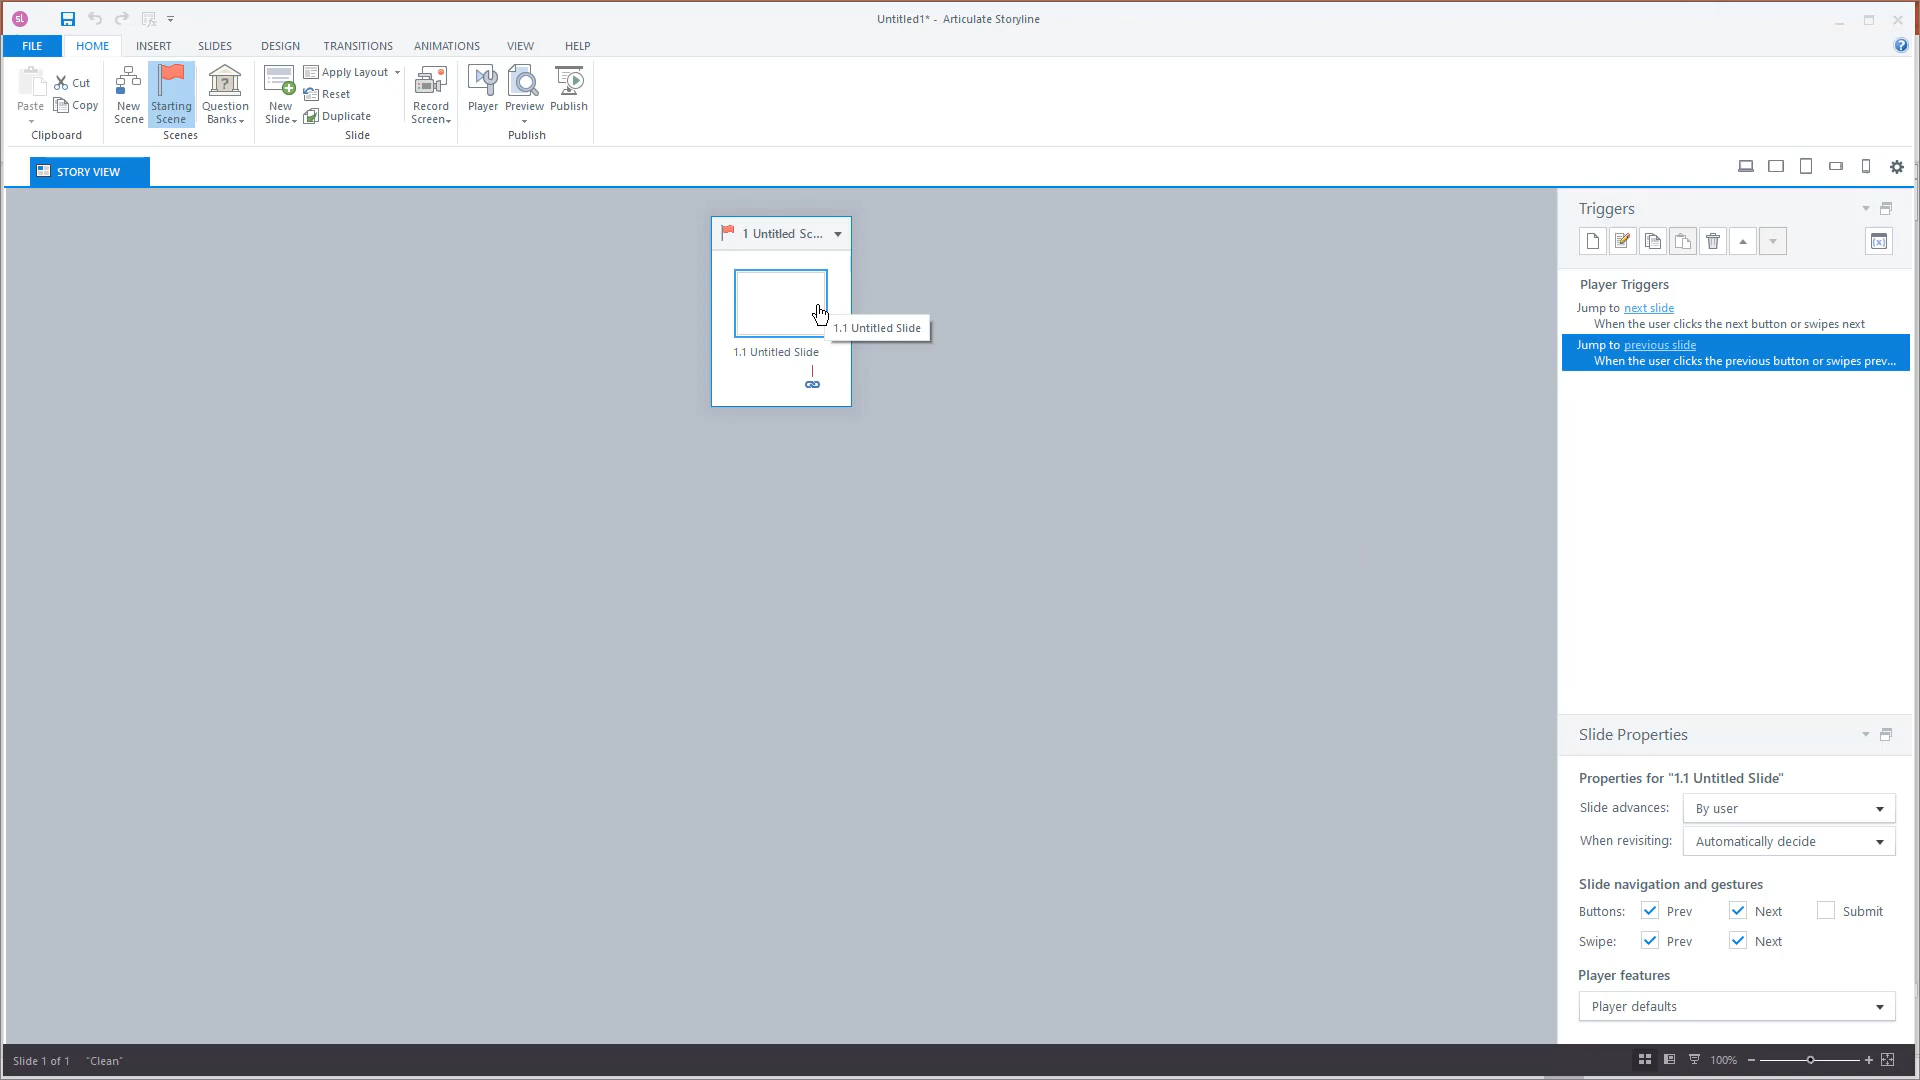 sl
Untitled1* - Articulate Storyline
FILE
HOME
INSERT
SLIDES
DESIGN
TRANSITIONS
ANIMATIONS
VIEW
HELP
?
Paste
Cut
Copy
Clipboard
New Scene
Starting Scene
Question Banks
Scenes
New Slide
Apply Layout
Reset
Duplicate
Slide
Record Screen
Player
Preview
Publish
Publish
STORY VIEW
1 Untitled Sc...
1.1 Untitled Slide
1.1 Untitled Slide
Triggers
Player Triggers
Jump to next slide
When the user clicks the next button or swipes next
Jump to previous slide
When the user clicks the previous button or swipes prev...
Slide Properties
Properties for "1.1 Untitled Slide"
Slide advances: By user
When revisiting: Automatically decide
Slide navigation and gestures
Buttons: Prev Next Submit
Swipe: Prev Next
Player features
Player defaults
Slide 1 of 1 "Clean"
100%